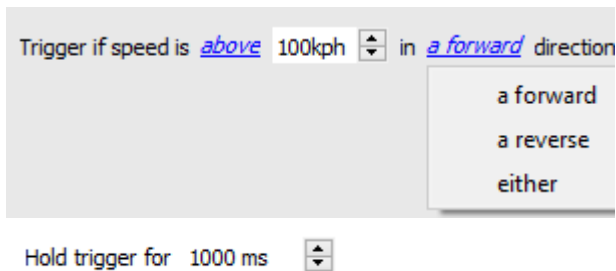 Trigger if speed is above 100kph in a forward direction
a forward
a reverse
either
Hold trigger for 1000 ms